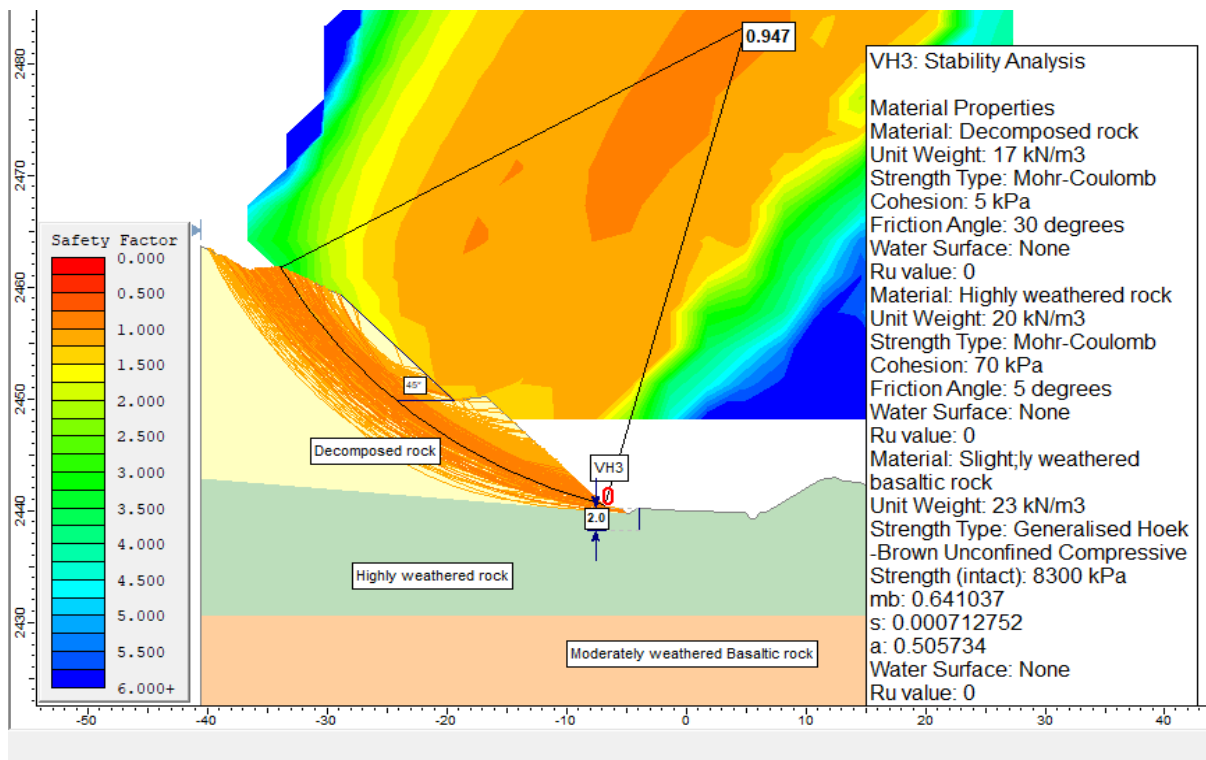 0.947
VH3: Stability Analysis
Material Properties
Material: Decomposed rock
Unit Weight: 17 kN/m3
Strength Type: Mohr-Coulomb
Cohesion: 5 kPa
Friction Angle: 30 degrees
Water Surface: None
Ru value: 0
Material: Highly weathered rock
Unit Weight: 20 kN/m3
Strength Type: Mohr-Coulomb
Cohesion: 70 kPa
Friction Angle: 5 degrees
Water Surface: None
Ru value: 0
Material: Slight;ly weathered
basaltic rock
Unit Weight: 23 kN/m3
Strength Type: Generalised Hoek
-Brown Unconfined Compressive
Strength (intact): 8300 kPa
mb: 0.641037
s: 0.000712752
a: 0.505734
Water Surface: None
Ru value: 0
Safety Factor
0.000
0.500
1.000
1.500
2.000
2.500
3.000
3.500
4.000
4.500
5.000
5.500
6.000+
45°
Decomposed rock
VH3
0
2.0
Highly weathered rock
Moderately weathered Basaltic rock
2480
2470
2460
2450
2440
2430
-50 -40 -30 -20 -10 0 10 20 30 40